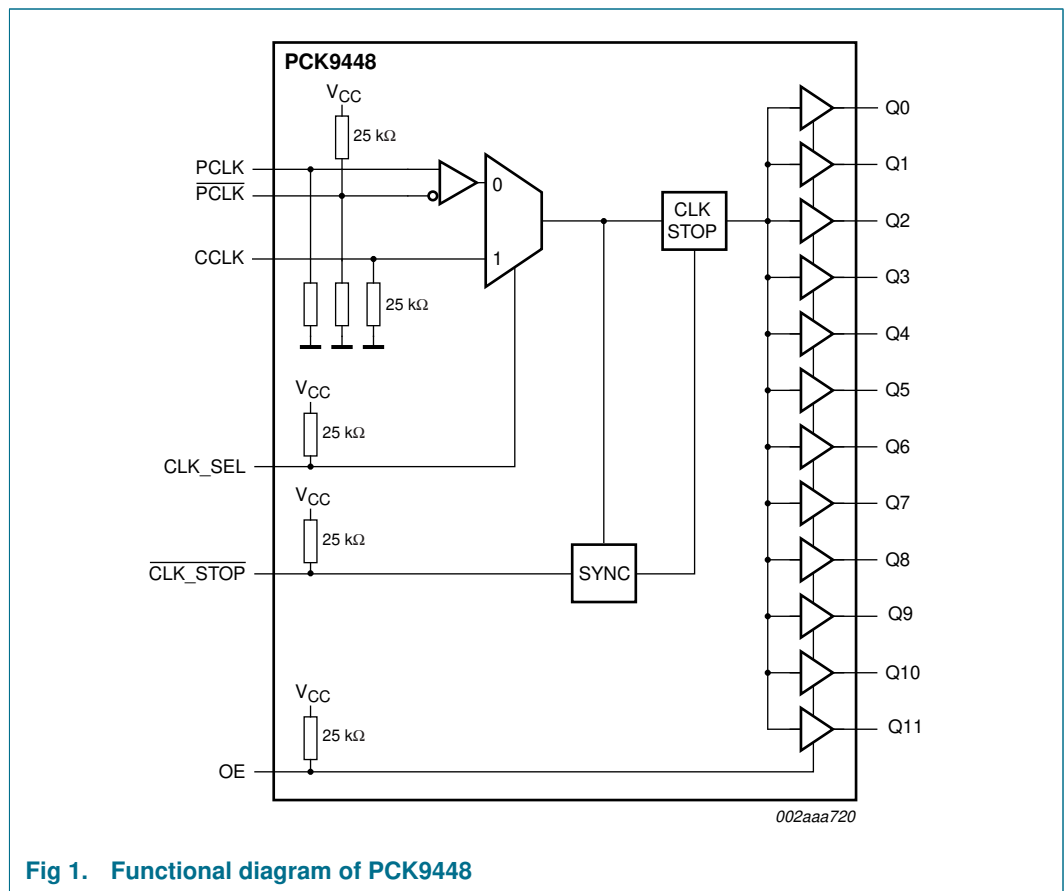 PCK9448
VCC
25 kΩ
PCLK
PCLK
0
CCLK
1
25 kΩ
VCC
25 kΩ
CLK_SEL
VCC
25 kΩ
CLK_STOP
SYNC
CLK
STOP
VCC
25 kΩ
OE
Q0
Q1
Q2
Q3
Q4
Q5
Q6
Q7
Q8
Q9
Q10
Q11
002aaa720
Fig 1. Functional diagram of PCK9448